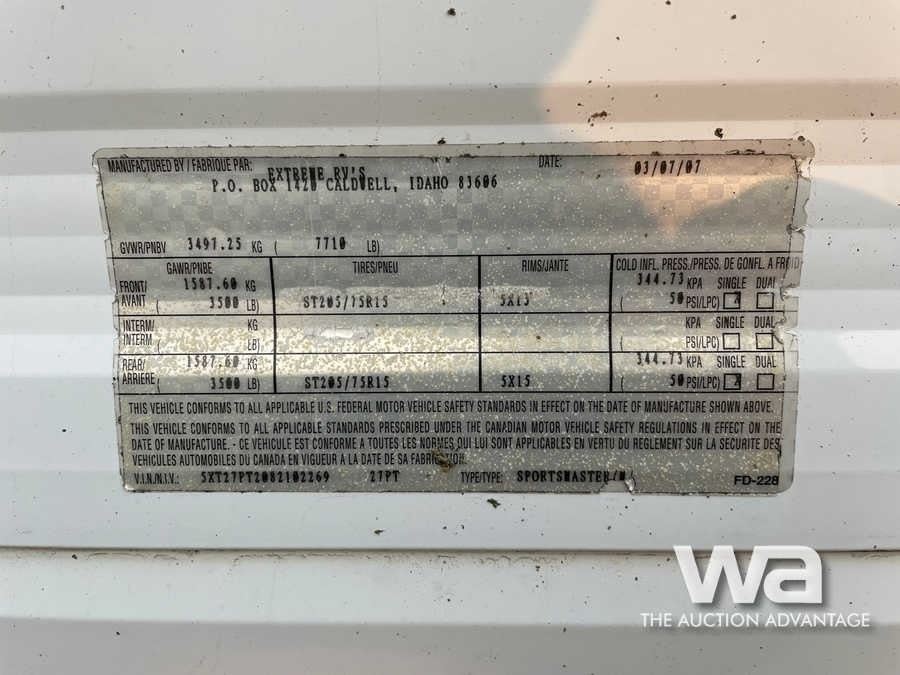 MANUFACTURED BY / FABRIQUE PAR: EXTREME RV'S DATE: 03/07/07
P.O. BOX 1420 CALDWELL, IDAHO 83606
GVWR/PNBV 3497.25 KG ( 7710 LB)
GAWR/PNBE TIRES/PNEU RIMS/JANTE COLD INFL. PRESS./PRESS. DE GONFL. A FROID
FRONT/ 1587.60 KG 344.73 KPA SINGLE DUAL
AVANT ( 3500 LB) ST205/75R15 5X15 ( 50 PSI/LPC) X
INTERM/ KG KPA SINGLE DUAL
INTERM ( LB) ( PSI/LPC)
REAR/ 1587.60 KG 344.73 KPA SINGLE DUAL
ARRIERE ( 3500 LB) ST205/75R15 5X15 ( 50 PSI/LPC) X
THIS VEHICLE CONFORMS TO ALL APPLICABLE U.S. FEDERAL MOTOR VEHICLE SAFETY STANDARDS IN EFFECT ON THE DATE OF MANUFACTURE SHOWN ABOVE.
THIS VEHICLE CONFORMS TO ALL APPLICABLE STANDARDS PRESCRIBED UNDER THE CANADIAN MOTOR VEHICLE SAFETY REGULATIONS IN EFFECT ON THE
DATE OF MANUFACTURE. - CE VEHICULE EST CONFORME A TOUTES LES NORMES QUI LUI SONT APPLICABLES EN VERTU DU REGLEMENT SUR LA SECURITE DES
VEHICULES AUTOMOBILES DU CANADA EN VIGUEUR A LA DATE DE SA FABRICATION.
V.I.N./N.I.V.: 5XT27PT2082102269 27PT TYPE/TYPE: SPORTSMASTER/ FD-228
wa
THE AUCTION ADVANTAGE